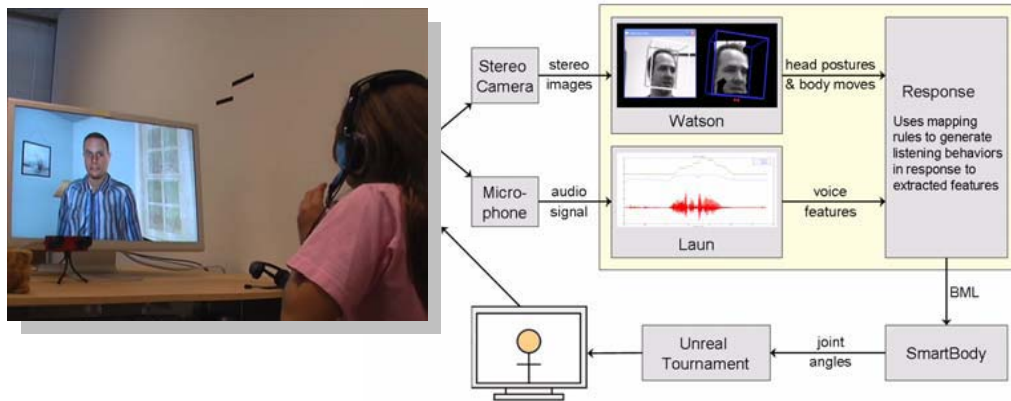 Stereo
Camera
stereo
images
Watson
head postures
& body moves
Response
Uses mapping
rules to generate
listening behaviors
in response to
extracted features
Micro-
phone
audio
signal
Laun
voice
features
BML
SmartBody
joint
angles
Unreal
Tournament